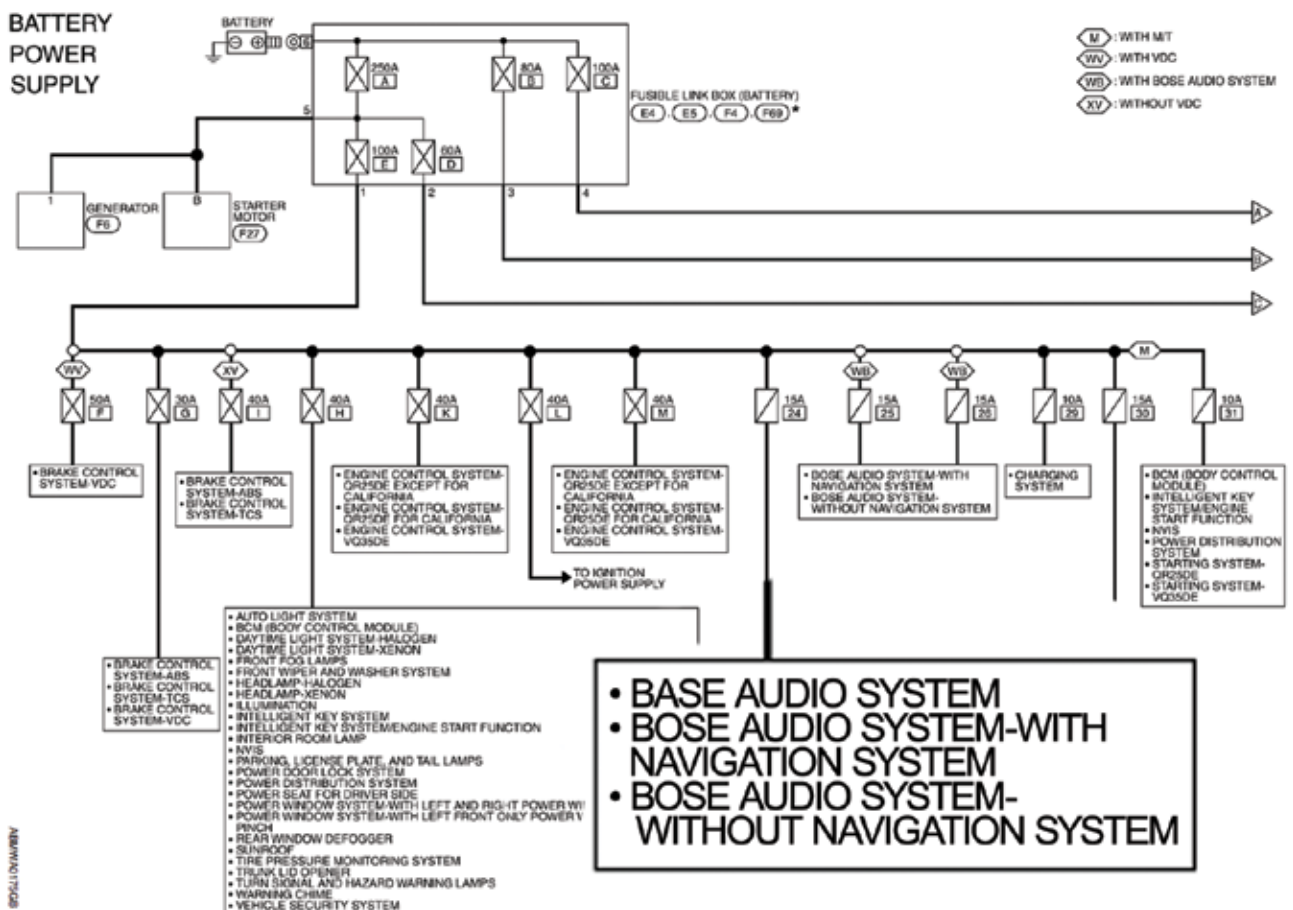 BATTERY
POWER
SUPPLY
BATTERY
6
250A
A
80A
B
100A
C
FUSIBLE LINK BOX (BATTERY)
E4, E5, F4, F69 *
M : WITH M/T
WV : WITH VDC
WB : WITH BOSE AUDIO SYSTEM
XV : WITHOUT VDC
5
100A
E
60A
D
1
2
3
4
1
GENERATOR
F6
B
STARTER
MOTOR
F27
A
B
C
WV
XV
WB
WB
M
50A
F
30A
G
40A
I
40A
H
40A
K
40A
L
40A
M
15A
24
15A
25
15A
26
10A
29
15A
30
10A
31
• BRAKE CONTROL
SYSTEM-VDC
• BRAKE CONTROL
SYSTEM-ABS
• BRAKE CONTROL
SYSTEM-TCS
• ENGINE CONTROL SYSTEM-
QR25DE EXCEPT FOR
CALIFORNIA
• ENGINE CONTROL SYSTEM-
QR25DE FOR CALIFORNIA
• ENGINE CONTROL SYSTEM-
VQ35DE
• ENGINE CONTROL SYSTEM-
QR25DE EXCEPT FOR
CALIFORNIA
• ENGINE CONTROL SYSTEM-
QR25DE FOR CALIFORNIA
• ENGINE CONTROL SYSTEM-
VQ35DE
• BOSE AUDIO SYSTEM-WITH
NAVIGATION SYSTEM
• BOSE AUDIO SYSTEM-
WITHOUT NAVIGATION SYSTEM
• CHARGING
SYSTEM
• BCM (BODY CONTROL
MODULE)
• INTELLIGENT KEY
SYSTEM/ENGINE
START FUNCTION
• NVIS
• POWER DISTRIBUTION
SYSTEM
• STARTING SYSTEM-
QR25DE
• STARTING SYSTEM-
VQ35DE
TO IGNITION
POWER SUPPLY
• BRAKE CONTROL
SYSTEM-ABS
• BRAKE CONTROL
SYSTEM-TCS
• BRAKE CONTROL
SYSTEM-VDC
• AUTO LIGHT SYSTEM
• BCM (BODY CONTROL MODULE)
• DAYTIME LIGHT SYSTEM-HALOGEN
• DAYTIME LIGHT SYSTEM-XENON
• FRONT FOG LAMPS
• FRONT WIPER AND WASHER SYSTEM
• HEADLAMP-HALOGEN
• HEADLAMP-XENON
• ILLUMINATION
• INTELLIGENT KEY SYSTEM
• INTELLIGENT KEY SYSTEM/ENGINE START FUNCTION
• INTERIOR ROOM LAMP
• NVIS
• PARKING, LICENSE PLATE, AND TAIL LAMPS
• POWER DOOR LOCK SYSTEM
• POWER DISTRIBUTION SYSTEM
• POWER SEAT FOR DRIVER SIDE
• POWER WINDOW SYSTEM-WITH LEFT AND RIGHT POWER WI
• POWER WINDOW SYSTEM-WITH LEFT FRONT ONLY POWER
PINCH
• REAR WINDOW DEFOGGER
• SUNROOF
• TIRE PRESSURE MONITORING SYSTEM
• TRUNK LID OPENER
• TURN SIGNAL AND HAZARD WARNING LAMPS
• WARNING CHIME
• VEHICLE SECURITY SYSTEM
• BASE AUDIO SYSTEM
• BOSE AUDIO SYSTEM-WITH
NAVIGATION SYSTEM
• BOSE AUDIO SYSTEM-
WITHOUT NAVIGATION SYSTEM